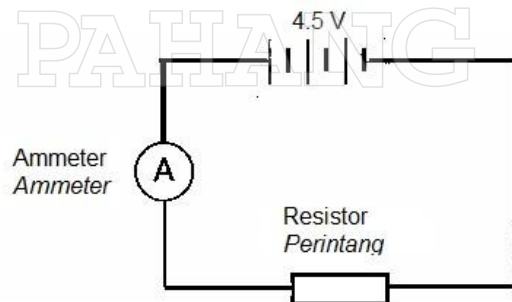 PAHANG
4.5 V
Ammeter
Ammeter
A
Resistor
Perintang